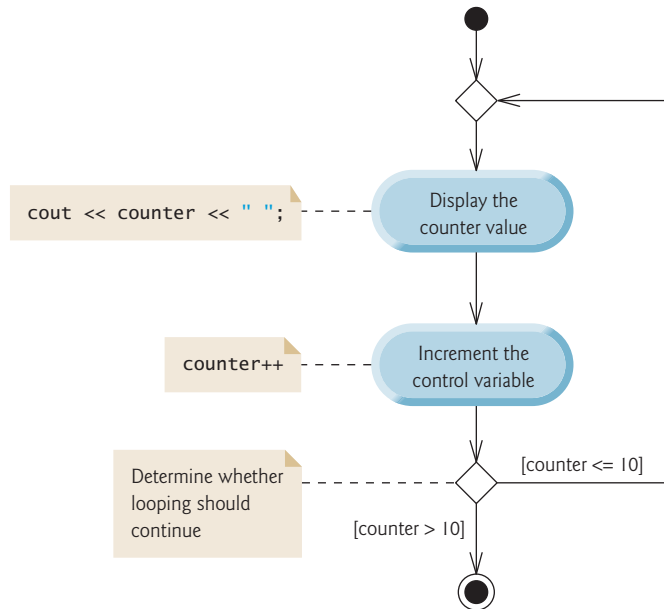 cout << counter << " ";
Display the
counter value
counter++
Increment the
control variable
Determine whether
looping should
continue
[counter <= 10]
[counter > 10]